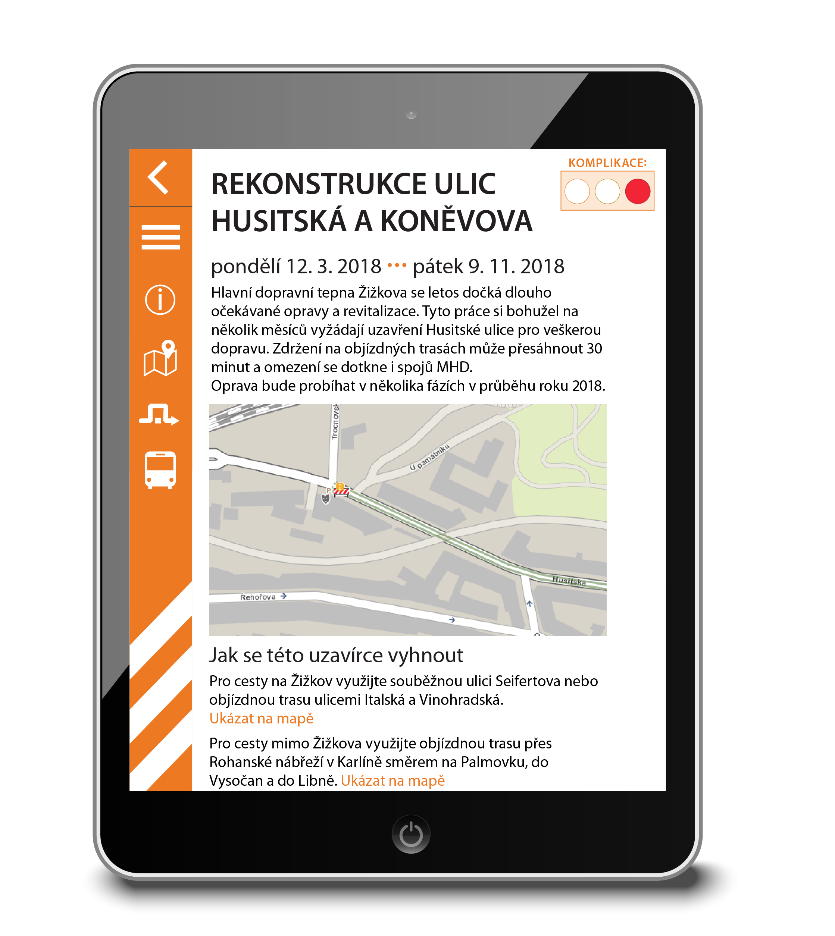 KOMPLIKACE:
REKONSTRUKCE ULIC
HUSITSKÁ A KONĚVOVA
pondělí 12. 3. 2018 ••• pátek 9. 11. 2018
Hlavní dopravní tepna Žižkova se letos dočká dlouho
očekávané opravy a revitalizace. Tyto práce si bohužel na
několik měsíců vyžádají uzavření Husitské ulice pro veškerou
dopravu. Zdržení na objízdných trasách může přesáhnout 30
minut a omezení se dotkne i spojů MHD.
Oprava bude probíhat v několika fázích v průběhu roku 2018.
U památníku
P
Husitská
Řehořova
Jak se této uzavírce vyhnout
Pro cesty na Žižkov využijte souběžnou ulici Seifertova nebo
objízdnou trasu ulicemi Italská a Vinohradská.
Ukázat na mapě
Pro cesty mimo Žižkova využijte objízdnou trasu přes
Rohanské nábřeží v Karlíně směrem na Palmovku, do
Vysočan a do Libně. Ukázat na mapě